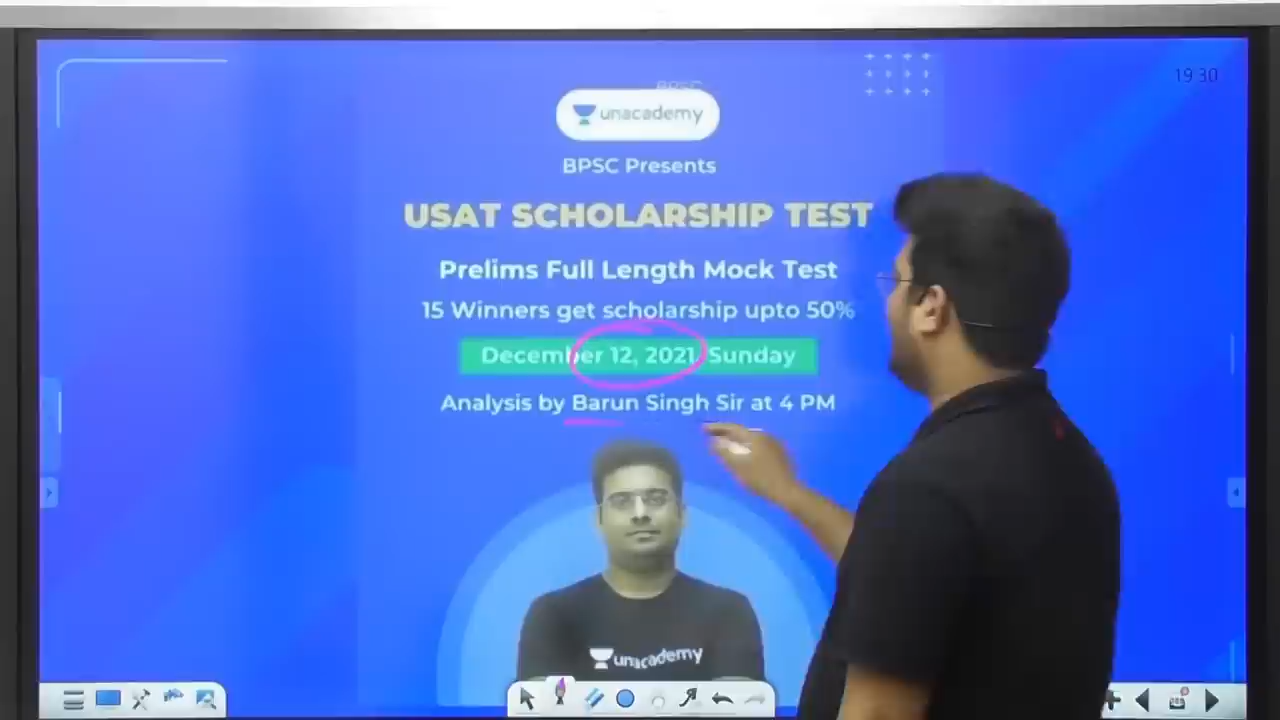 19:30
BPSC
unacademy
BPSC Presents
USAT SCHOLARSHIP TEST
Prelims Full Length Mock Test
15 Winners get scholarship upto 50%
December 12, 2021, Sunday
Analysis by Barun Singh Sir at 4 PM
unacademy